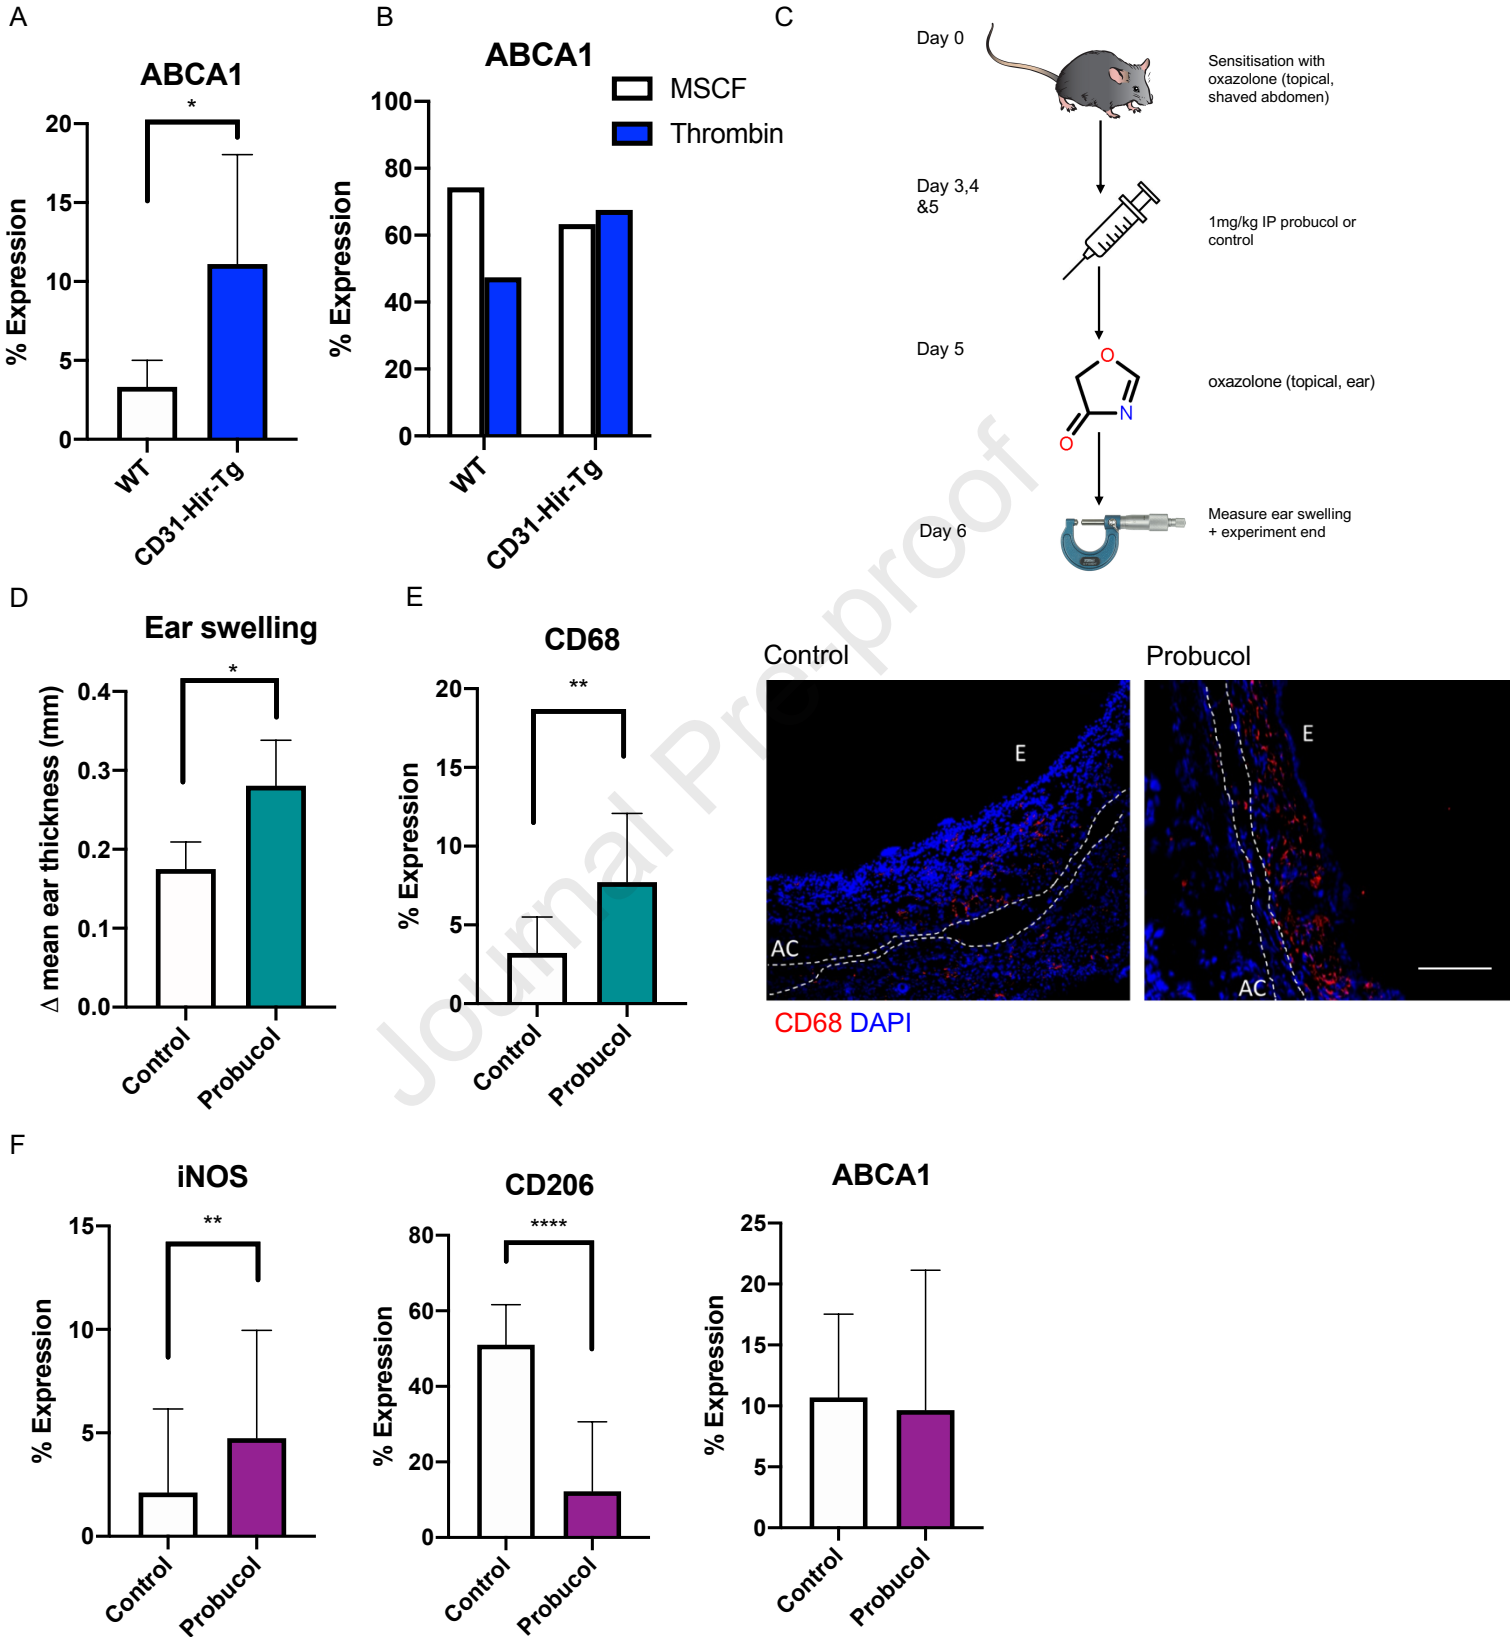 A
ABCA1
*
20
15
10
5
0
% Expression
WT
CD31-Hir-Tg
B
ABCA1
MSCF
Thrombin
100
80
60
40
20
0
% Expression
WT
CD31-Hir-Tg
C
Day 0
Sensitisation with
oxazolone (topical,
shaved abdomen)
Day 3,4
&5
1mg/kg IP probucol or
control
Day 5
O
N
O
oxazolone (topical, ear)
Day 6
Measure ear swelling
+ experiment end
D
Ear swelling
*
0.4
0.3
0.2
0.1
0.0
Δ mean ear thickness (mm)
Control
Probucol
E
CD68
**
20
15
10
5
0
% Expression
Control
Probucol
Control
E
AC
Probucol
E
AC
CD68 DAPI
F
iNOS
**
15
10
5
0
% Expression
Control
Probucol
CD206
****
80
60
40
20
0
% Expression
Control
Probucol
ABCA1
25
20
15
10
5
0
% Expression
Control
Probucol
Journal Pre-proof